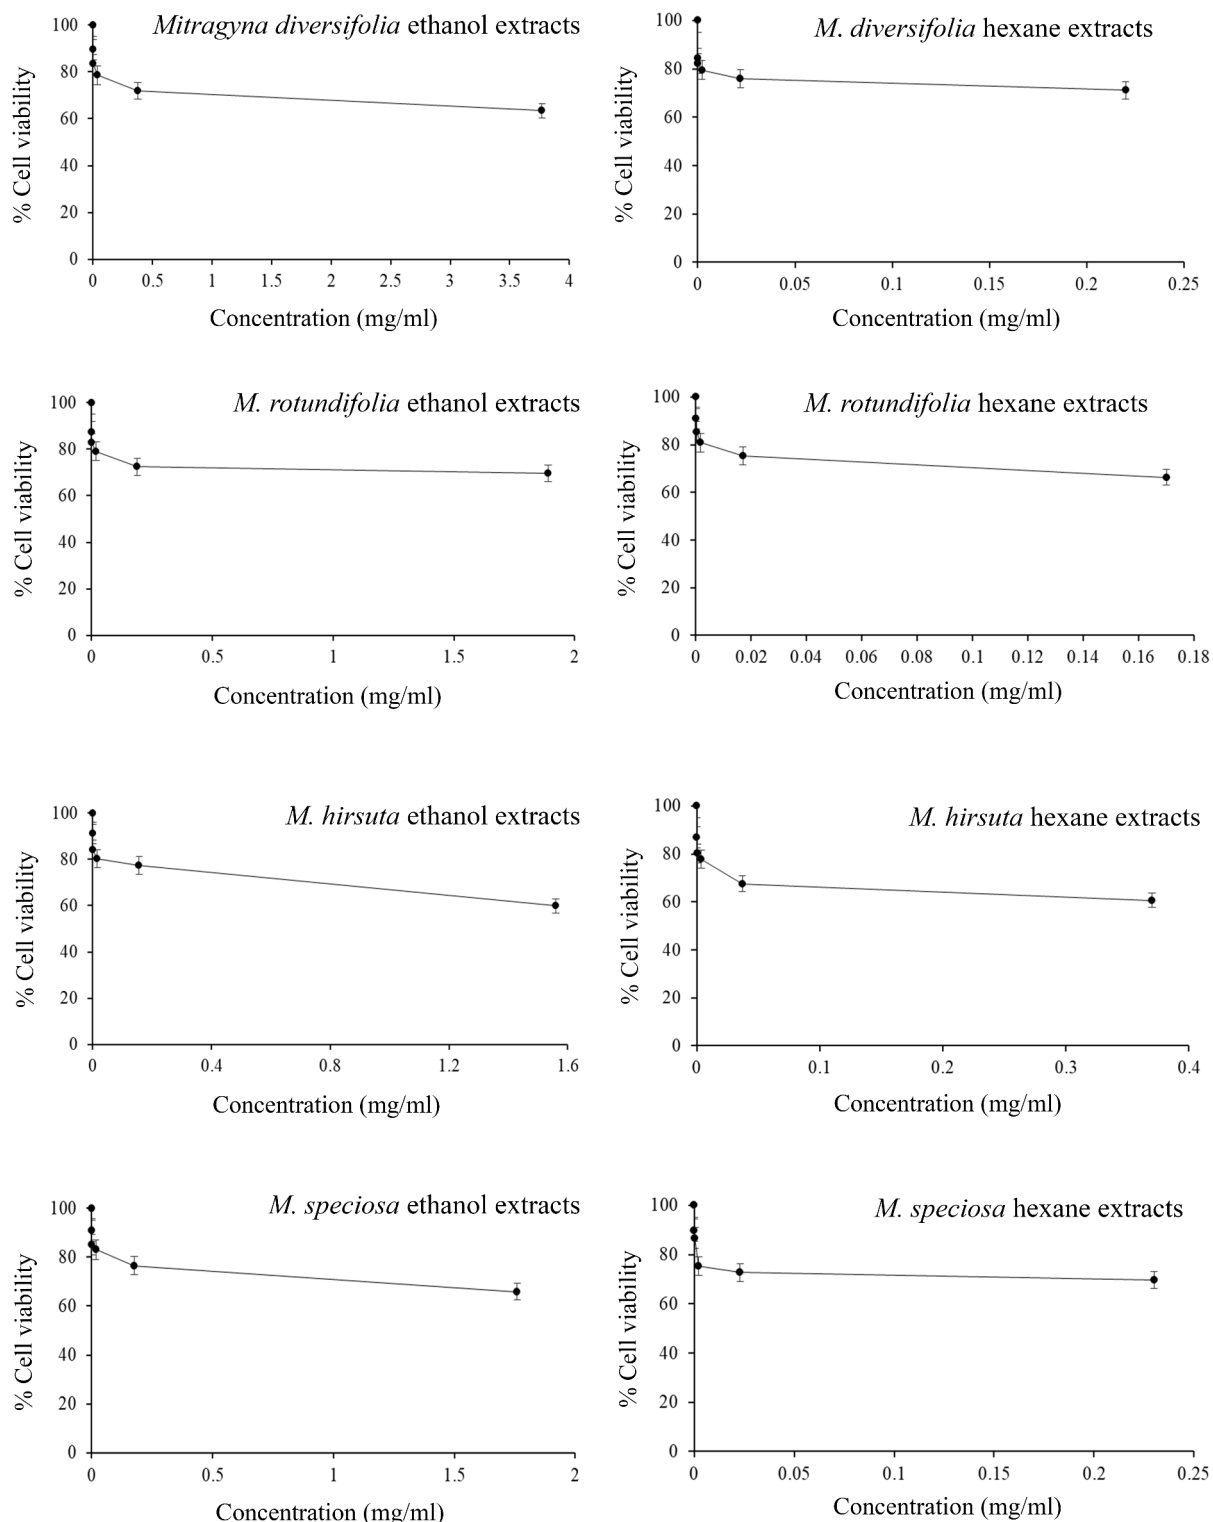 Mitragyna diversifolia ethanol extracts
100
80
60
40
20
0
% Cell viability
0 0.5 1 1.5 2 2.5 3 3.5 4
Concentration (mg/ml)
M. diversifolia hexane extracts
100
80
60
40
20
0
% Cell viability
0 0.05 0.1 0.15 0.2 0.25
Concentration (mg/ml)
M. rotundifolia ethanol extracts
100
80
60
40
20
0
% Cell viability
0 0.5 1 1.5 2
Concentration (mg/ml)
M. rotundifolia hexane extracts
100
80
60
40
20
0
% Cell viability
0 0.02 0.04 0.06 0.08 0.1 0.12 0.14 0.16 0.18
Concentration (mg/ml)
M. hirsuta ethanol extracts
100
80
60
40
20
0
% Cell viability
0 0.4 0.8 1.2 1.6
Concentration (mg/ml)
M. hirsuta hexane extracts
100
80
60
40
20
0
% Cell viability
0 0.1 0.2 0.3 0.4
Concentration (mg/ml)
M. speciosa ethanol extracts
100
80
60
40
20
0
% Cell viability
0 0.5 1 1.5 2
Concentration (mg/ml)
M. speciosa hexane extracts
100
80
60
40
20
0
% Cell viability
0 0.05 0.1 0.15 0.2 0.25
Concentration (mg/ml)